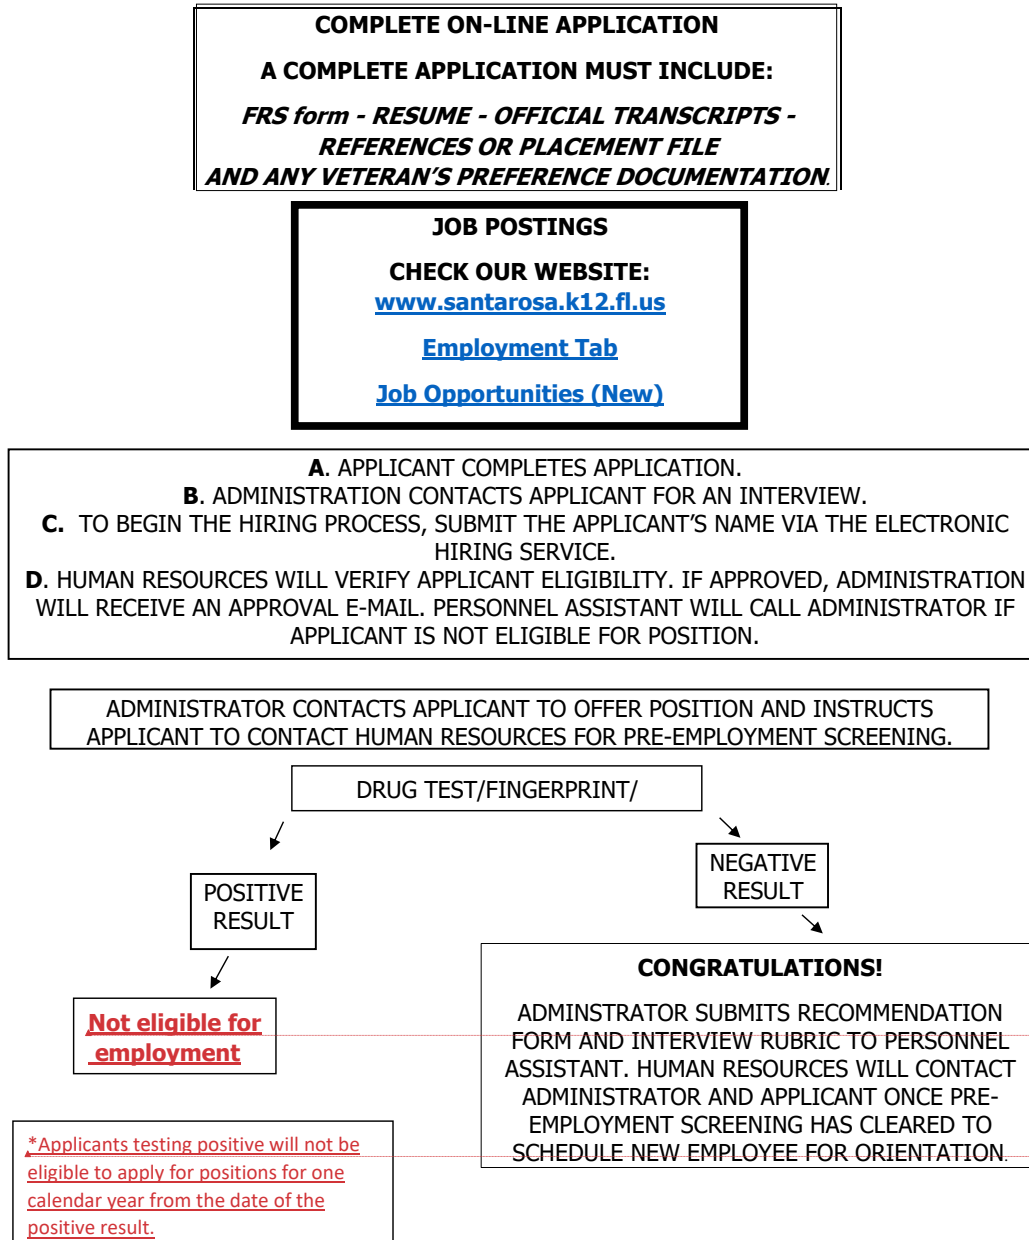 COMPLETE ON-LINE APPLICATION
A COMPLETE APPLICATION MUST INCLUDE:
FRS form - RESUME - OFFICIAL TRANSCRIPTS -
REFERENCES OR PLACEMENT FILE
AND ANY VETERAN’S PREFERENCE DOCUMENTATION.
JOB POSTINGS
CHECK OUR WEBSITE:
www.santarosa.k12.fl.us
Employment Tab
Job Opportunities (New)
A. APPLICANT COMPLETES APPLICATION.
B. ADMINISTRATION CONTACTS APPLICANT FOR AN INTERVIEW.
C. TO BEGIN THE HIRING PROCESS, SUBMIT THE APPLICANT’S NAME VIA THE ELECTRONIC
HIRING SERVICE.
D. HUMAN RESOURCES WILL VERIFY APPLICANT ELIGIBILITY. IF APPROVED, ADMINISTRATION
WILL RECEIVE AN APPROVAL E-MAIL. PERSONNEL ASSISTANT WILL CALL ADMINISTRATOR IF
APPLICANT IS NOT ELIGIBLE FOR POSITION.
ADMINISTRATOR CONTACTS APPLICANT TO OFFER POSITION AND INSTRUCTS
APPLICANT TO CONTACT HUMAN RESOURCES FOR PRE-EMPLOYMENT SCREENING.
DRUG TEST/FINGERPRINT/
POSITIVE
RESULT
NEGATIVE
RESULT
Not eligible for
employment
CONGRATULATIONS!
ADMINSTRATOR SUBMITS RECOMMENDATION
FORM AND INTERVIEW RUBRIC TO PERSONNEL
ASSISTANT. HUMAN RESOURCES WILL CONTACT
ADMINISTRATOR AND APPLICANT ONCE PRE-
EMPLOYMENT SCREENING HAS CLEARED TO
SCHEDULE NEW EMPLOYEE FOR ORIENTATION.
*Applicants testing positive will not be
eligible to apply for positions for one
calendar year from the date of the
positive result.